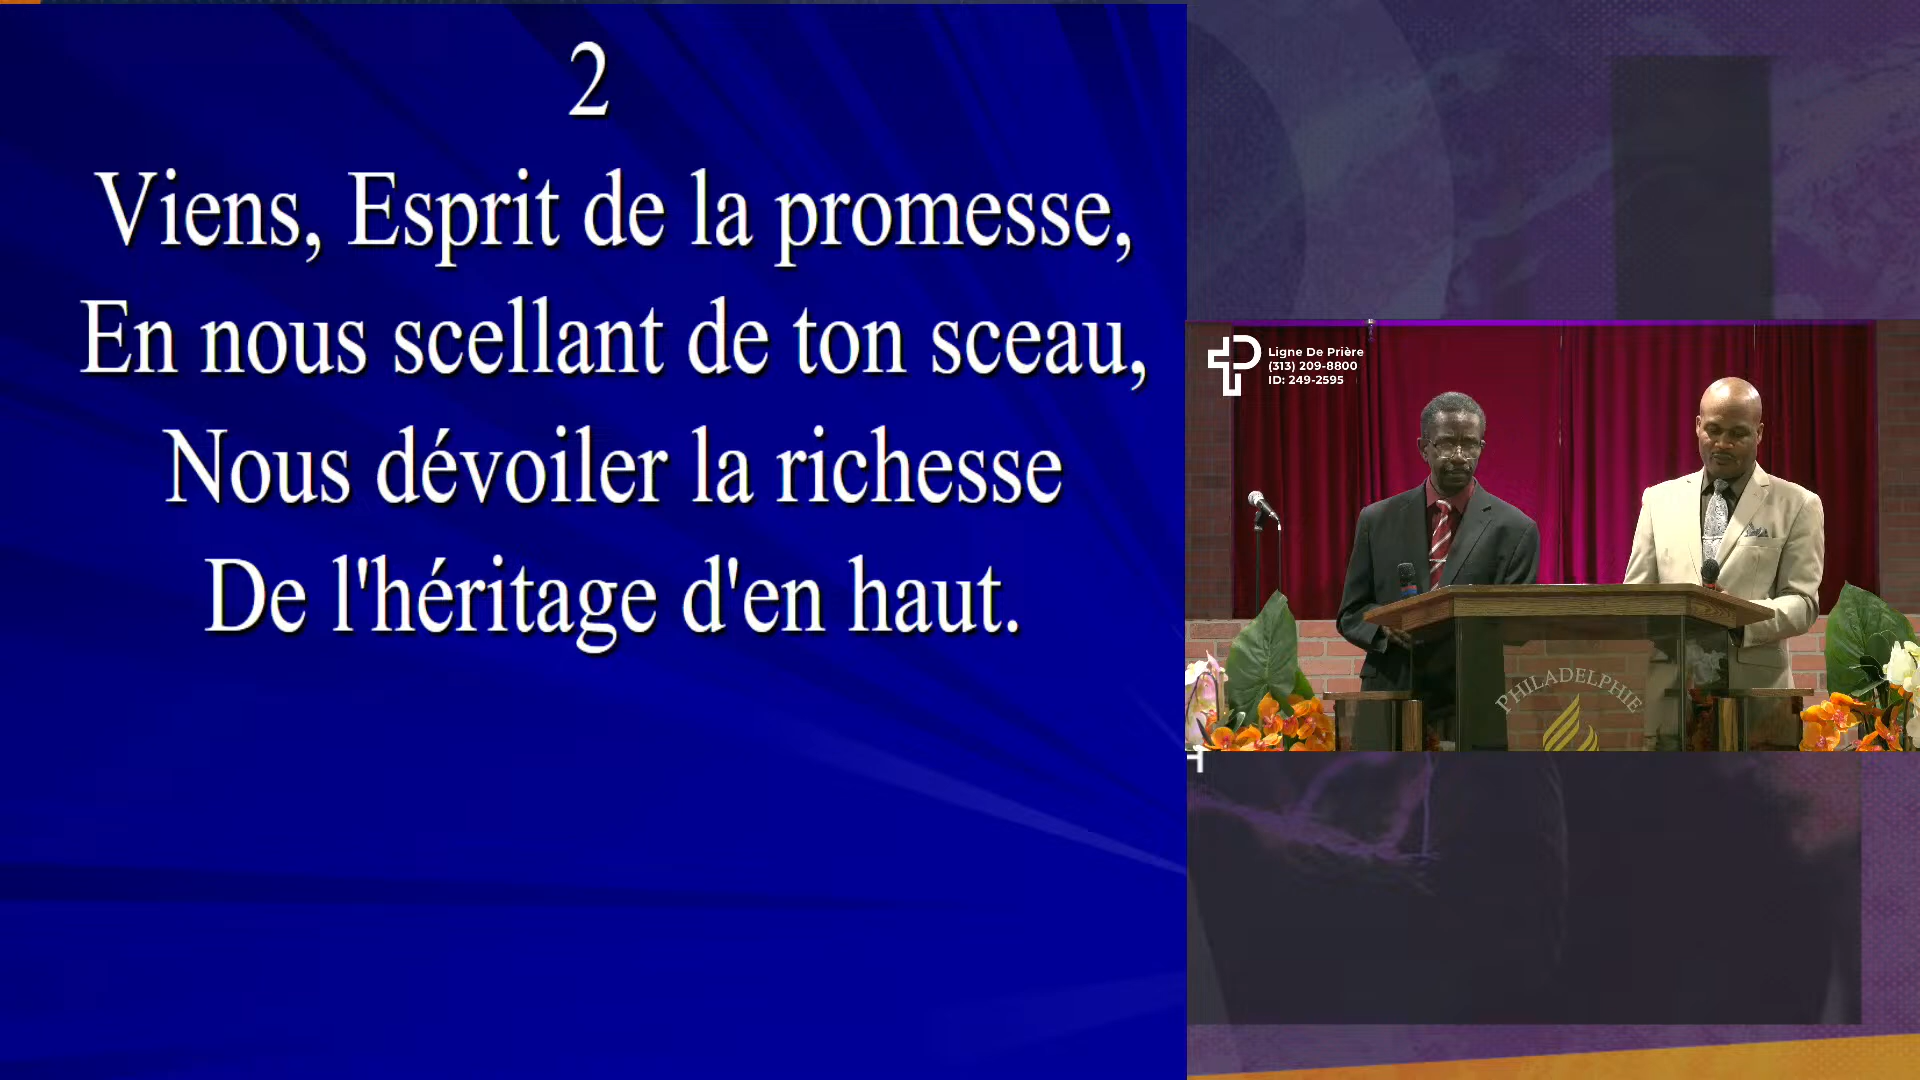 2
Viens, Esprit de la promesse,
En nous scellant de ton sceau,
Nous dévoiler la richesse
De l'héritage d'en haut.
Ligne De Prière
(313) 209-8800
ID: 249-2595
PHILADELPHIE